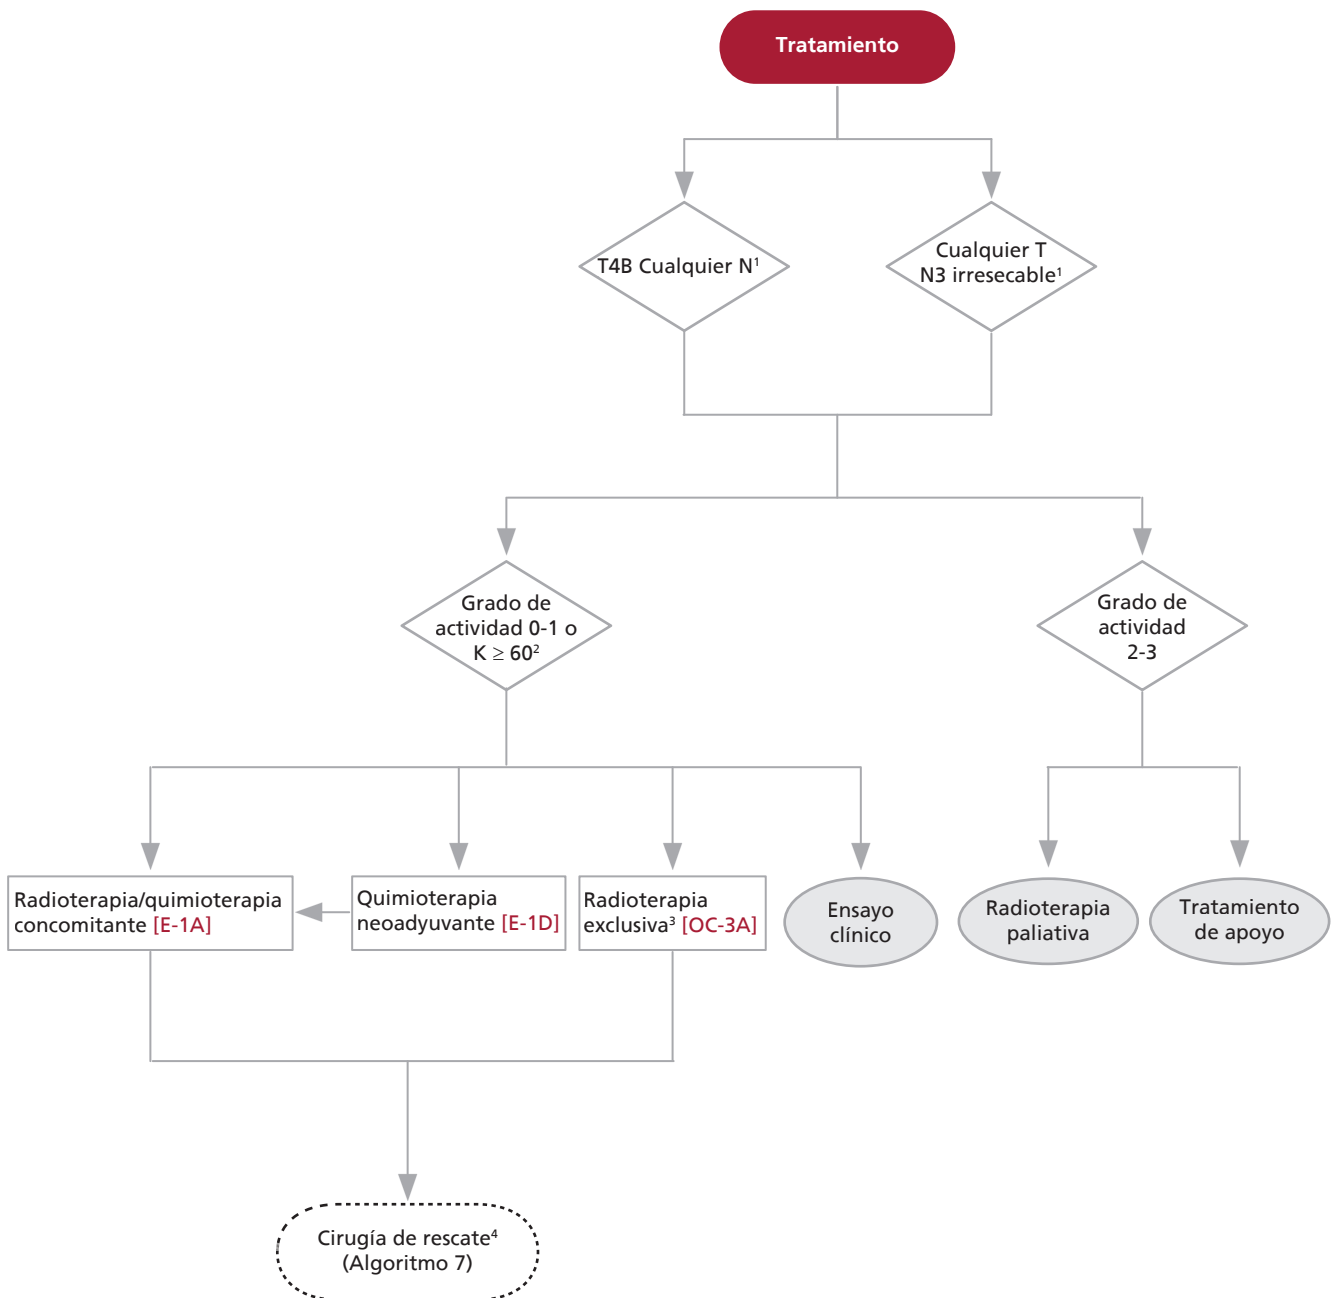 Tratamiento
T4B Cualquier N¹
Cualquier T
N3 irresecable¹
Grado de
actividad 0-1 o
K ≥ 60²
Grado de
actividad
2-3
Radioterapia/quimioterapia
concomitante [E-1A]
Quimioterapia
neoadyuvante [E-1D]
Radioterapia
exclusiva³ [OC-3A]
Ensayo
clínico
Radioterapia
paliativa
Tratamiento
de apoyo
Cirugía de rescate⁴
(Algoritmo 7)